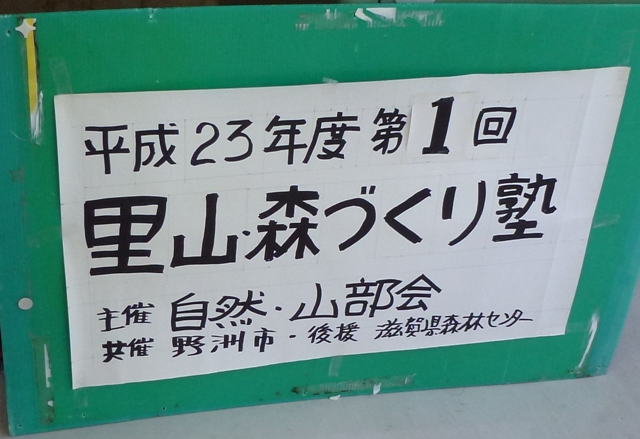 平成23年度第1回
里山・森づくり塾
主催 自然・山部会
共催 野洲市・後援 滋賀県森林センター